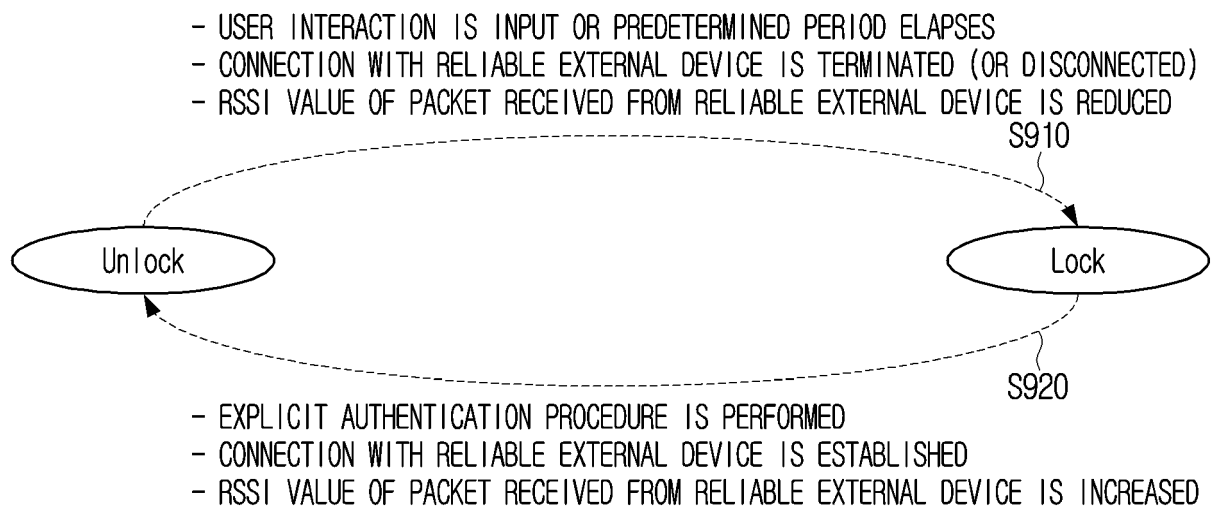 - USER INTERACTION IS INPUT OR PREDETERMINED PERIOD ELAPSES
- CONNECTION WITH RELIABLE EXTERNAL DEVICE IS TERMINATED (OR DISCONNECTED)
- RSSI VALUE OF PACKET RECEIVED FROM RELIABLE EXTERNAL DEVICE IS REDUCED
S910
Unlock
Lock
S920
- EXPLICIT AUTHENTICATION PROCEDURE IS PERFORMED
- CONNECTION WITH RELIABLE EXTERNAL DEVICE IS ESTABLISHED
- RSSI VALUE OF PACKET RECEIVED FROM RELIABLE EXTERNAL DEVICE IS INCREASED